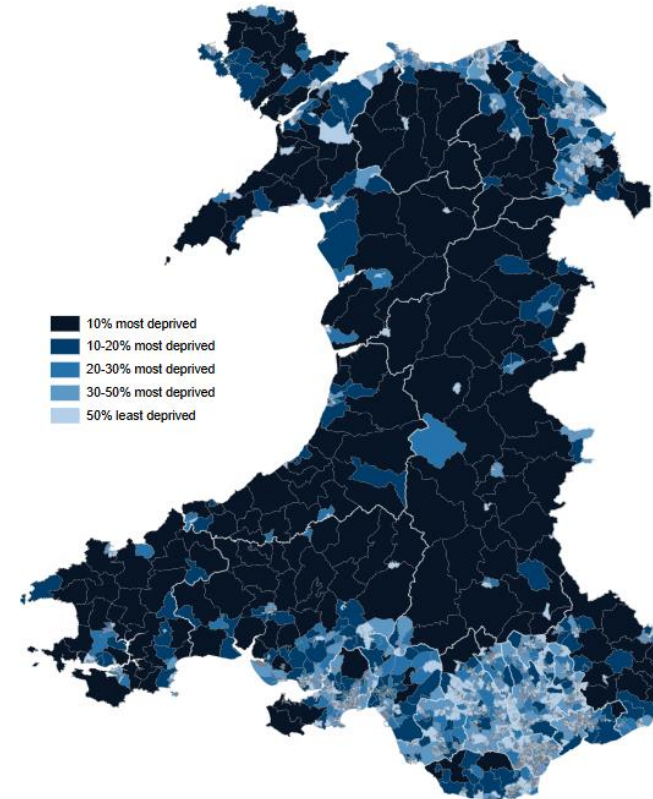 10% most deprived
10-20% most deprived
20-30% most deprived
30-50% most deprived
50% least deprived